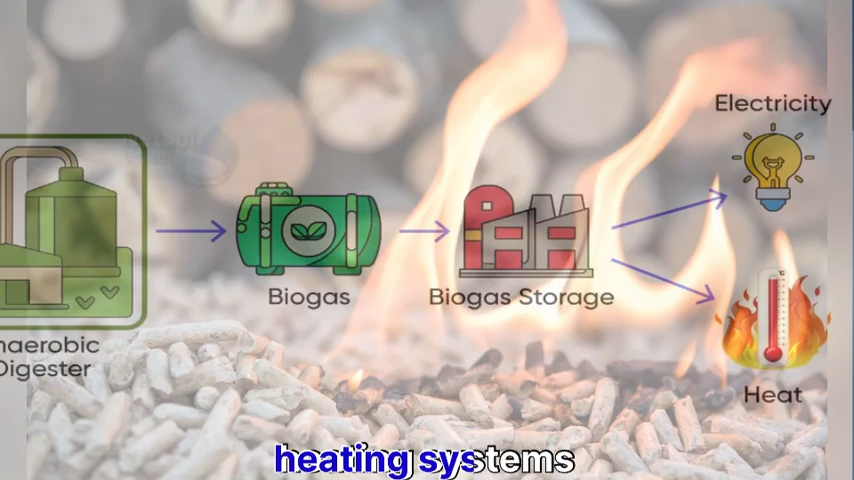 Electricity
Biogas
Biogas Storage
naerobic
Digester
Heat
heating systems